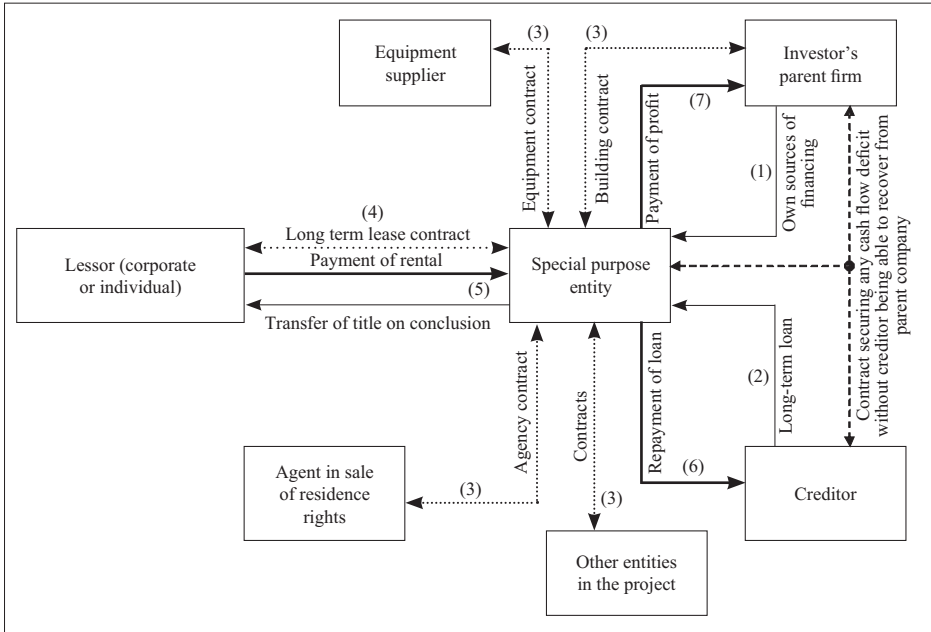 Equipment
supplier
(3)
Equipment contract
(3)
Building contract
Investor's
parent firm
(7)
Payment of profit
(1)
Own sources of
financing
Contract securing any cash flow deficit
without creditor being able to recover from
parent company
(4)
Long term lease contract
Payment of rental
(5)
Transfer of title on conclusion
Lessor (corporate
or individual)
Special purpose
entity
Agency contract
Contracts
Repayment of loan
(2)
Long-term loan
Agent in sale
of residence
rights
(3)
(3)
(6)
Creditor
Other entities
in the project